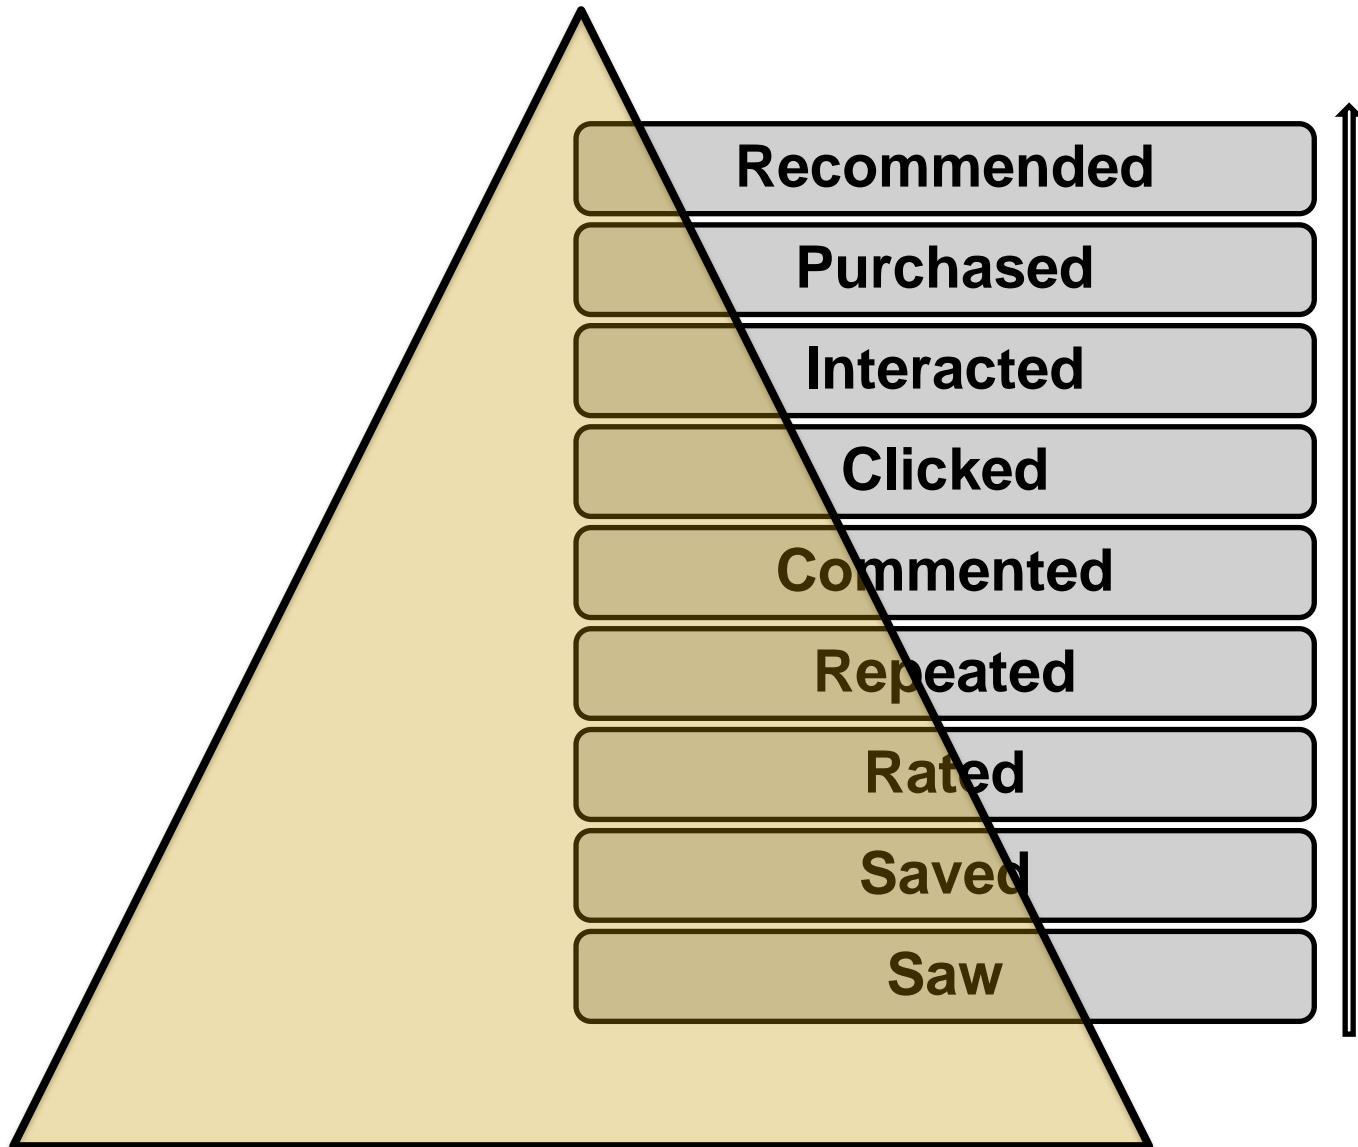 Recommended
Purchased
Interacted
Clicked
Commented
Repeated
Rated
Saved
Saw